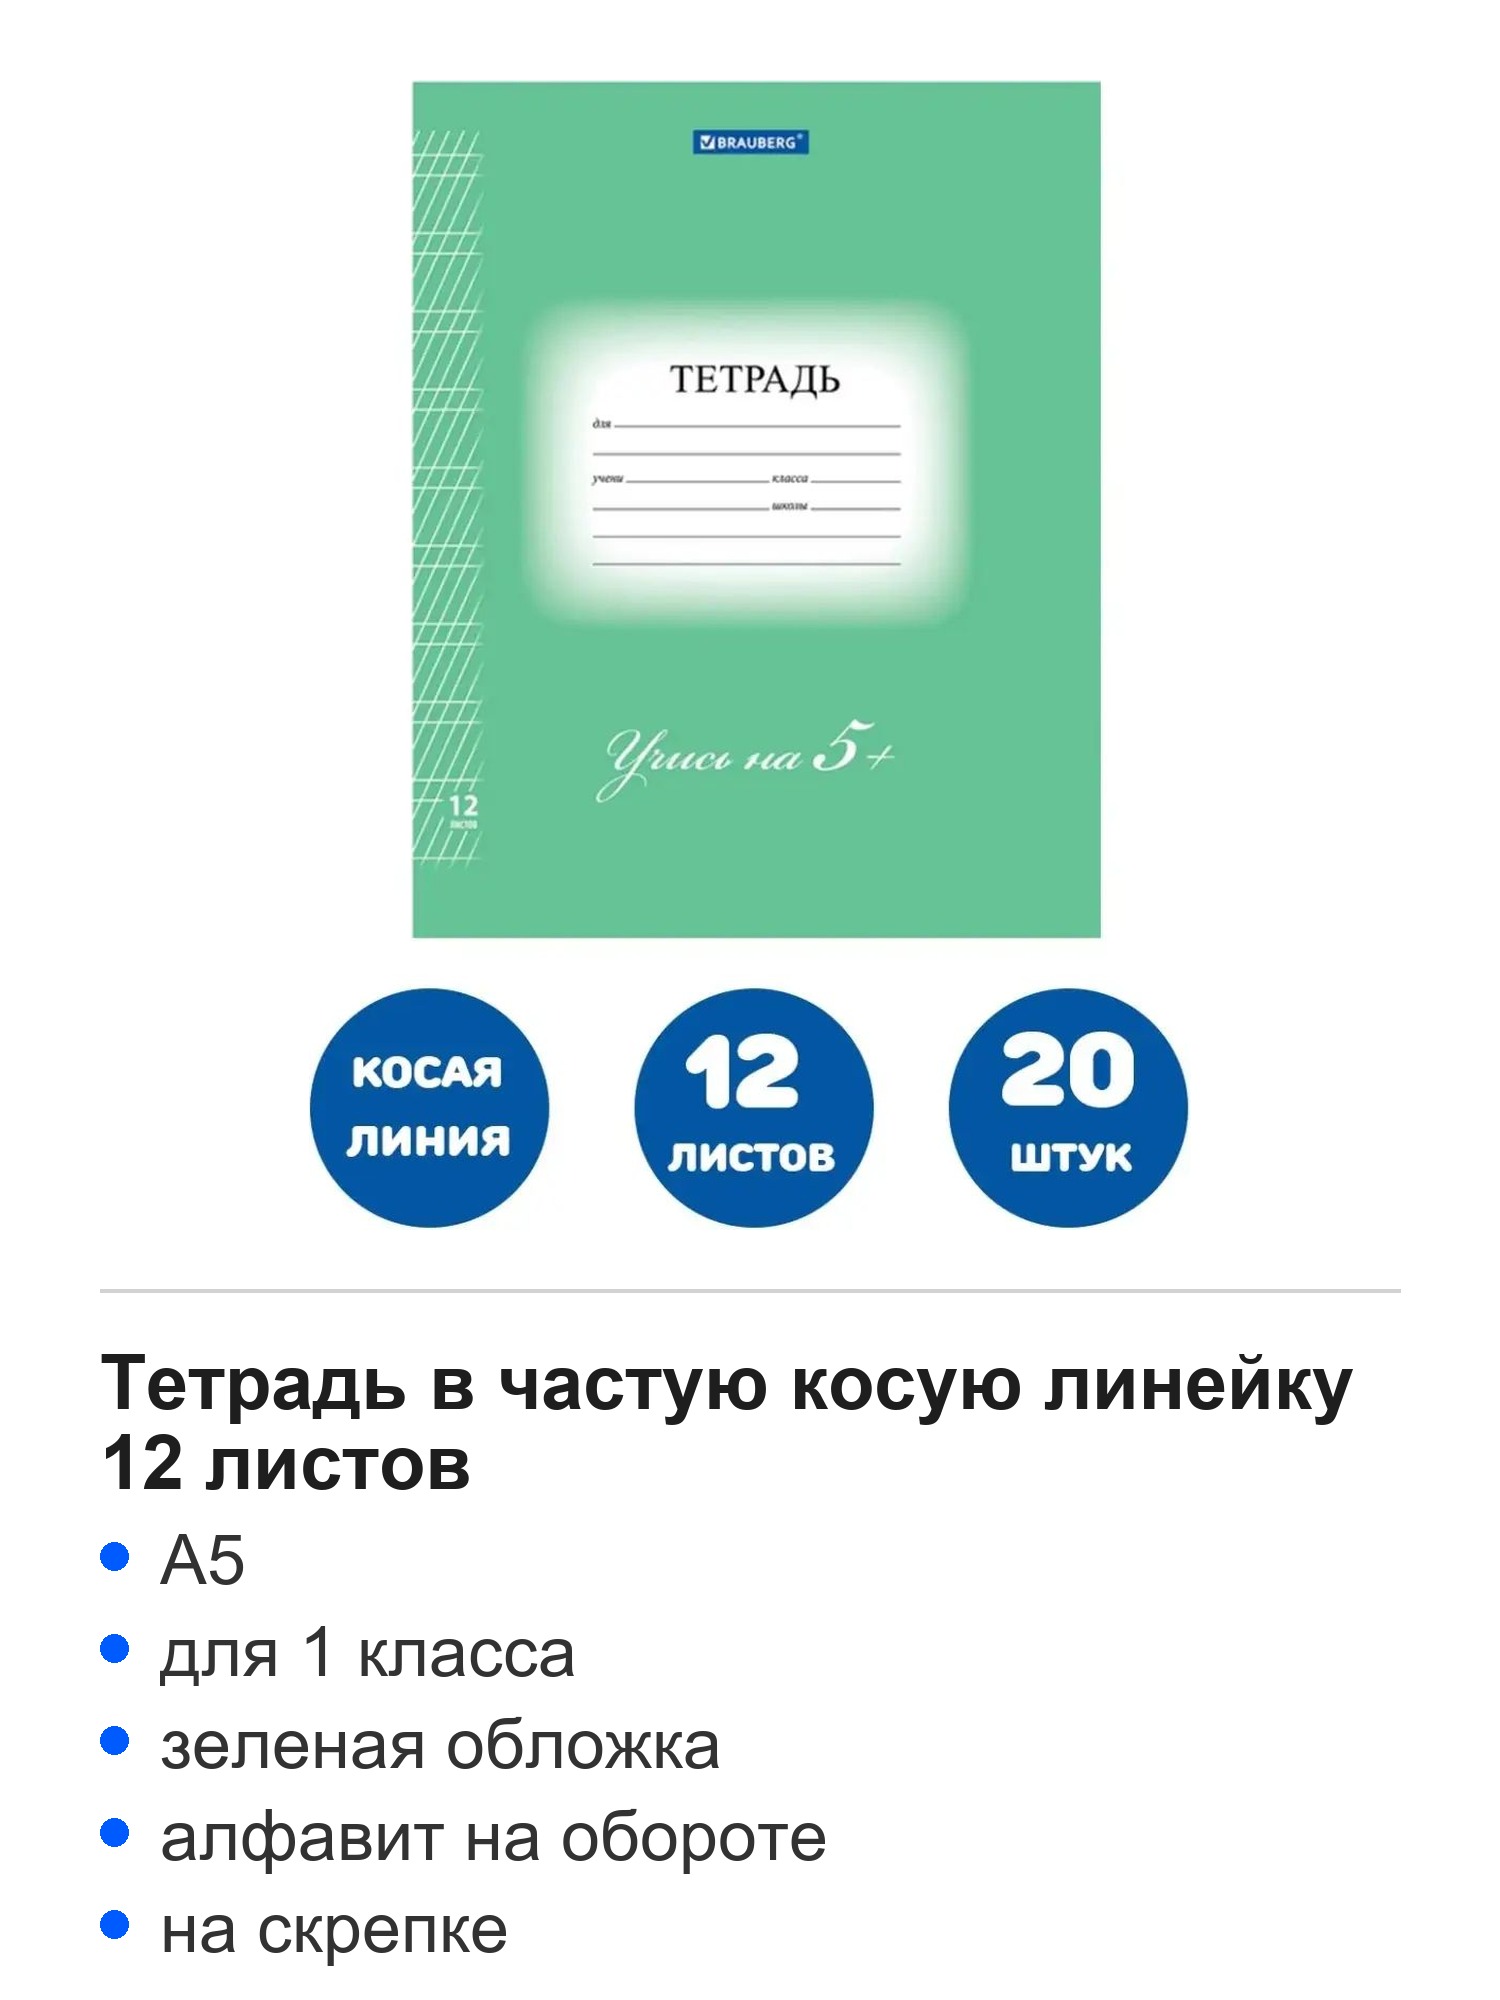 BRAUBERG®
ТЕТРАДЬ
для
учени класса
школы
Учись на 5+
12
листов
КОСАЯ
ЛИНИЯ
12
ЛИСТОВ
20
ШТУК
Тетрадь в частую косую линейку
12 листов
А5
для 1 класса
зеленая обложка
алфавит на обороте
на скрепке